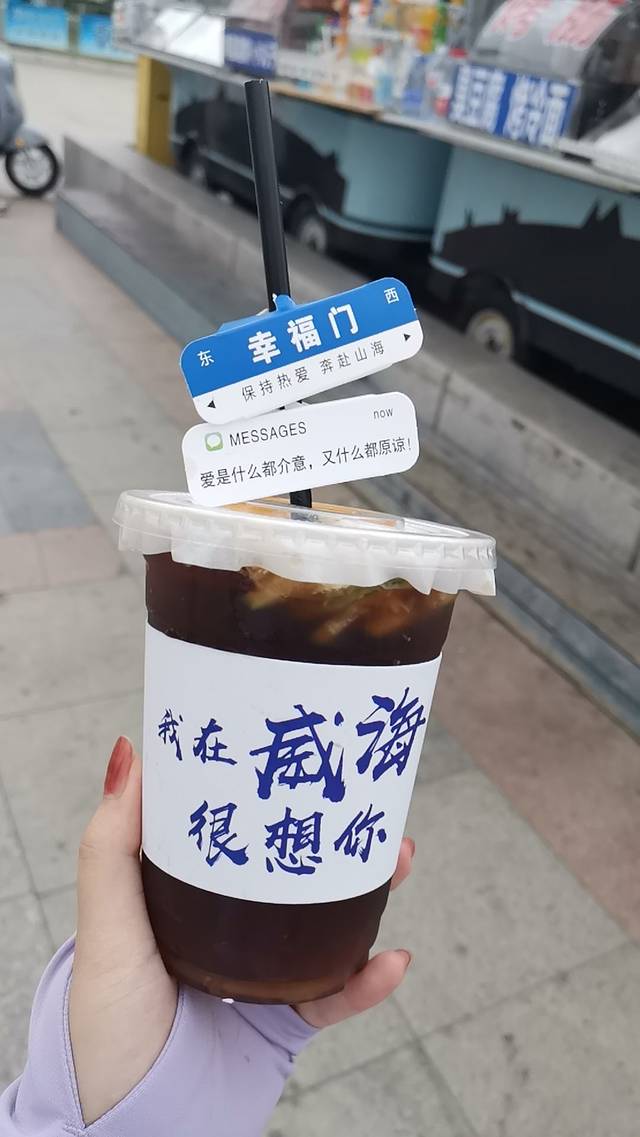 西
东
幸福门
保持热爱 奔赴山海
MESSAGES now
爱是什么都介意，又什么都原谅！
我在威海
很想你